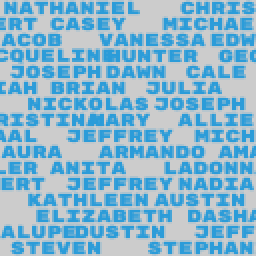 NATHANIEL CHRIS
ERT CASEY MICHAE
ACOB VANESSA EDW
CQUELINE HUNTER GEO
JOSEPH DAWN CALE
IAH BRIAN JULIA
NICKOLAS JOSEPH
RISTINA MARY ALLIE
AAL JEFFREY MICH
AURA ARMANDO AMA
LER ANITA LADONN
ERT JEFFREY NADIA
KATHLEEN AUSTIN
ELIZABETH DASHA
ALUPE DUSTIN JEFF
STEVEN STEPHAN